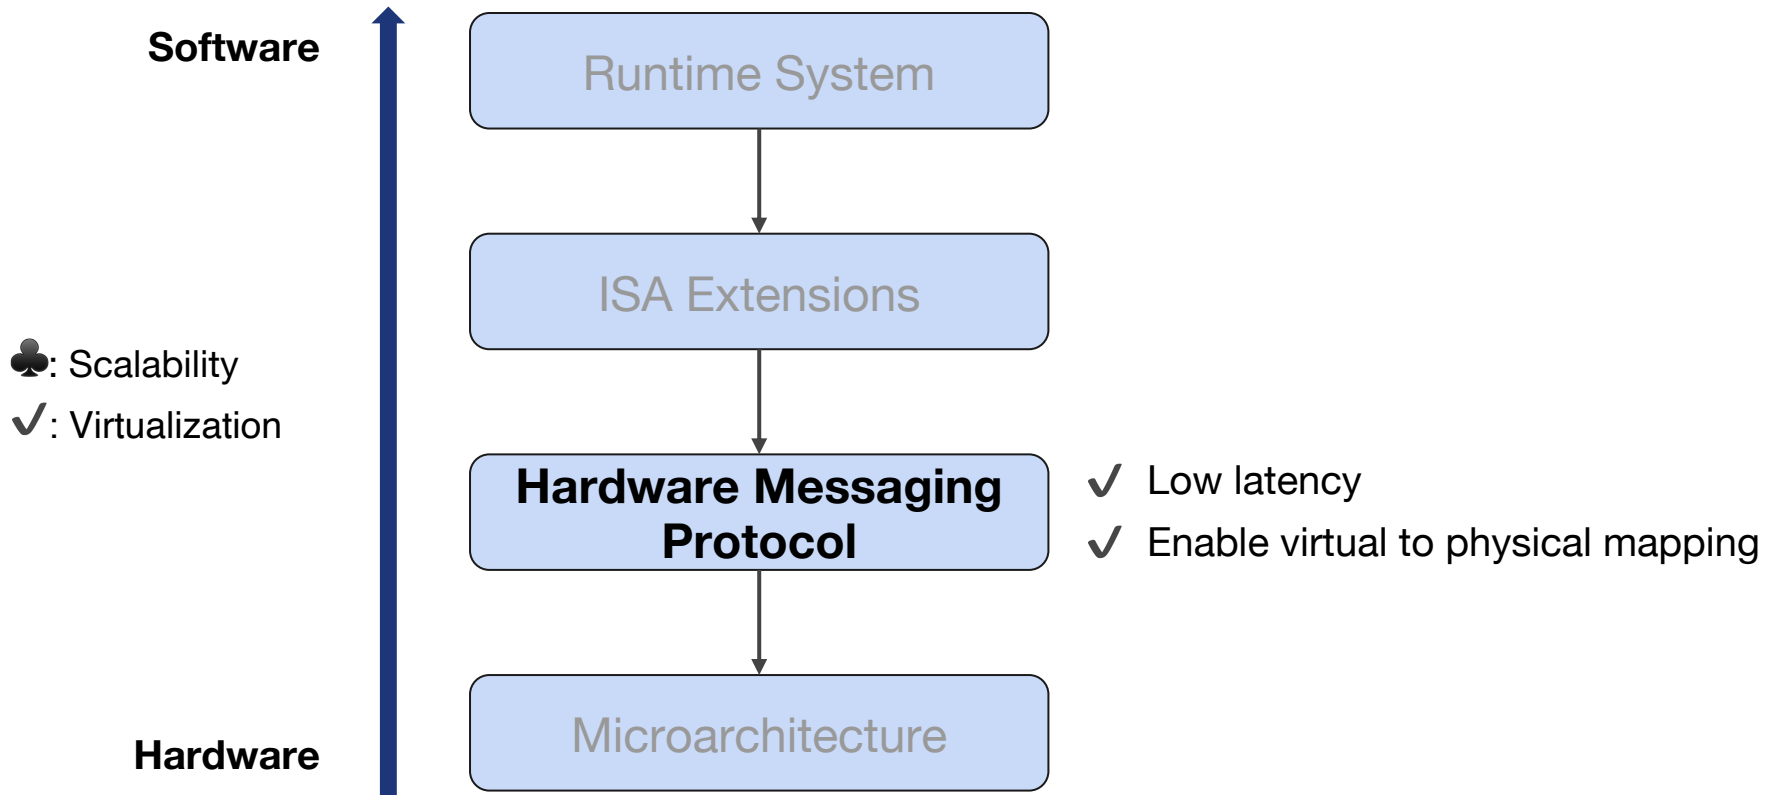 Software
Runtime System
ISA Extensions
♣: Scalability
✓: Virtualization
Hardware Messaging
Protocol
✓ Low latency
✓ Enable virtual to physical mapping
Microarchitecture
Hardware